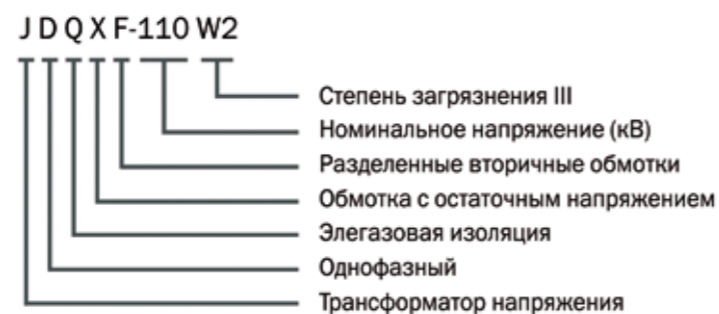 J D Q X F-110 W2
Степень загрязнения III
Номинальное напряжение (кВ)
Разделенные вторичные обмотки
Обмотка с остаточным напряжением
Элегазовая изоляция
Однофазный
Трансформатор напряжения